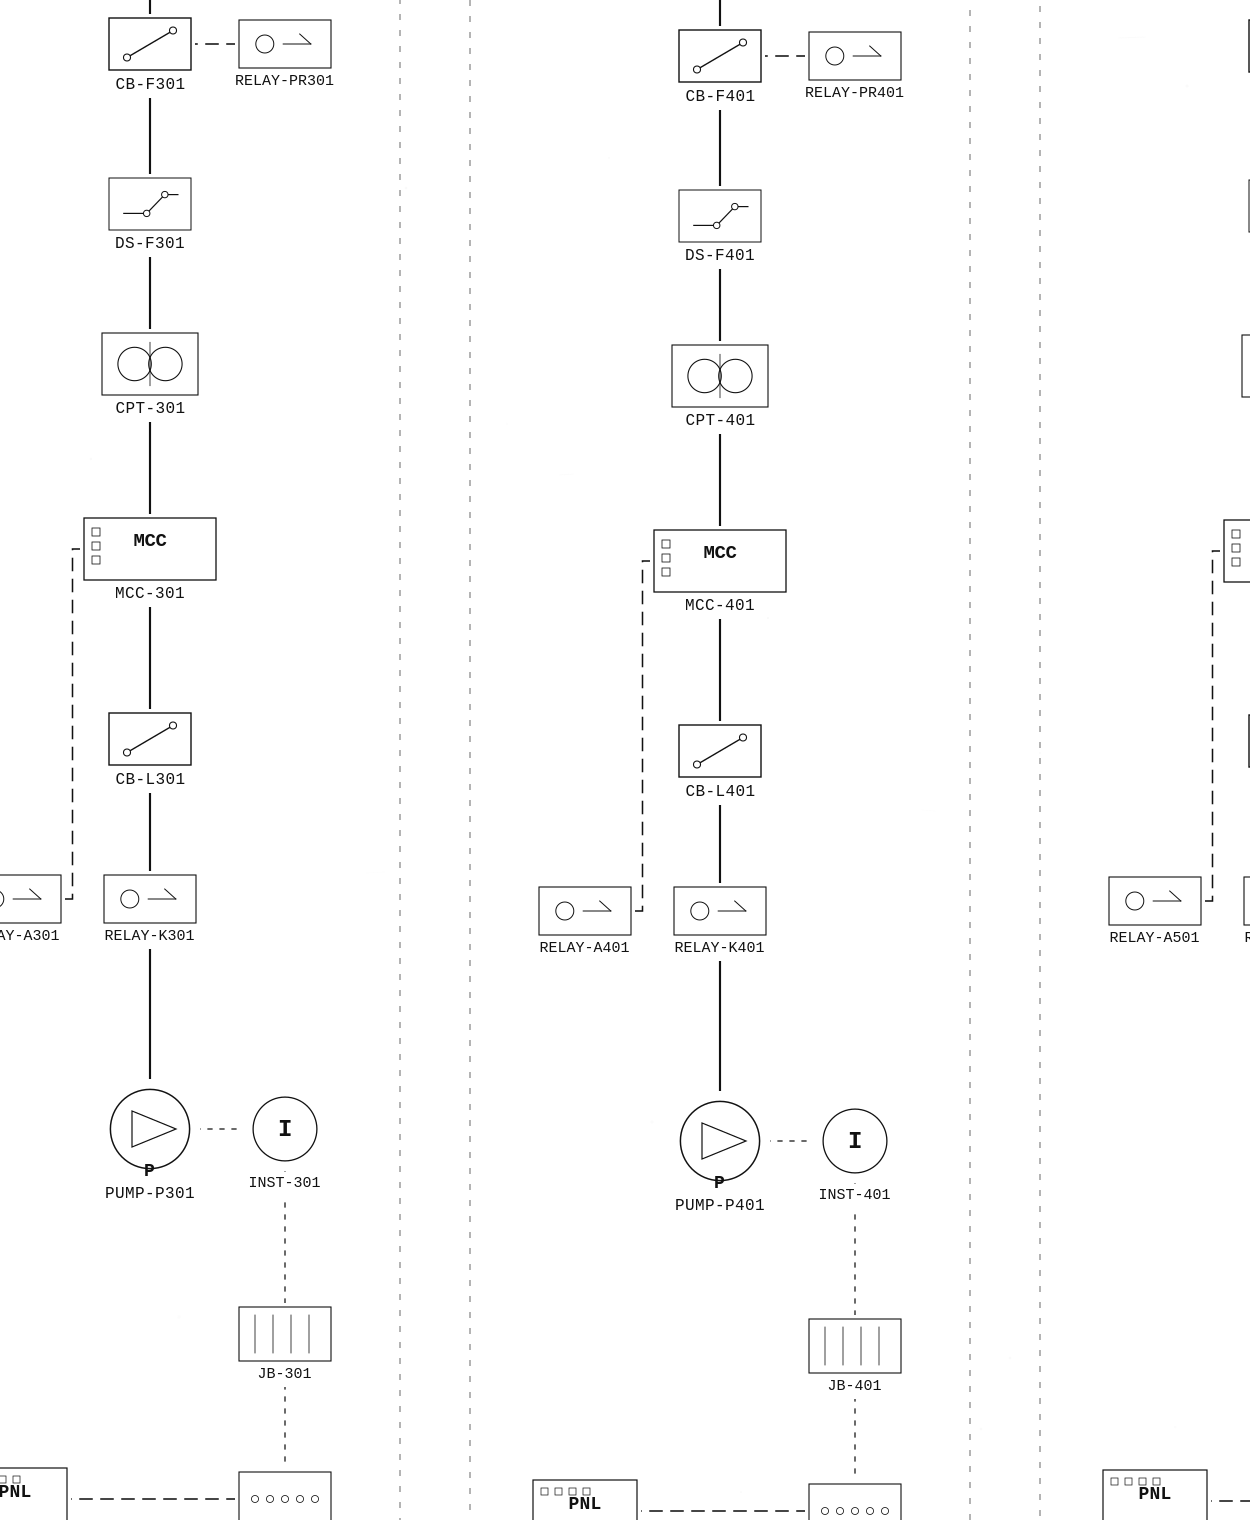 CB-F301
RELAY-PR301
CB-F401
RELAY-PR401
DS-F301
DS-F401
CPT-301
CPT-401
MCC
MCC-301
MCC
MCC-401
CB-L301
CB-L401
AY-A301
RELAY-K301
RELAY-A401
RELAY-K401
RELAY-A501
P
PUMP-P301
I
INST-301
P
PUMP-P401
I
INST-401
JB-301
JB-401
PNL
PNL
PNL